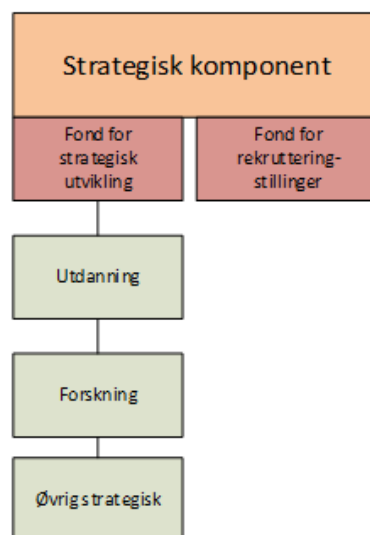 Strategisk komponent
Fond for
strategisk
utvikling
Fond for
rekruttering-
stillinger
Utdanning
Forskning
Øvrig strategisk